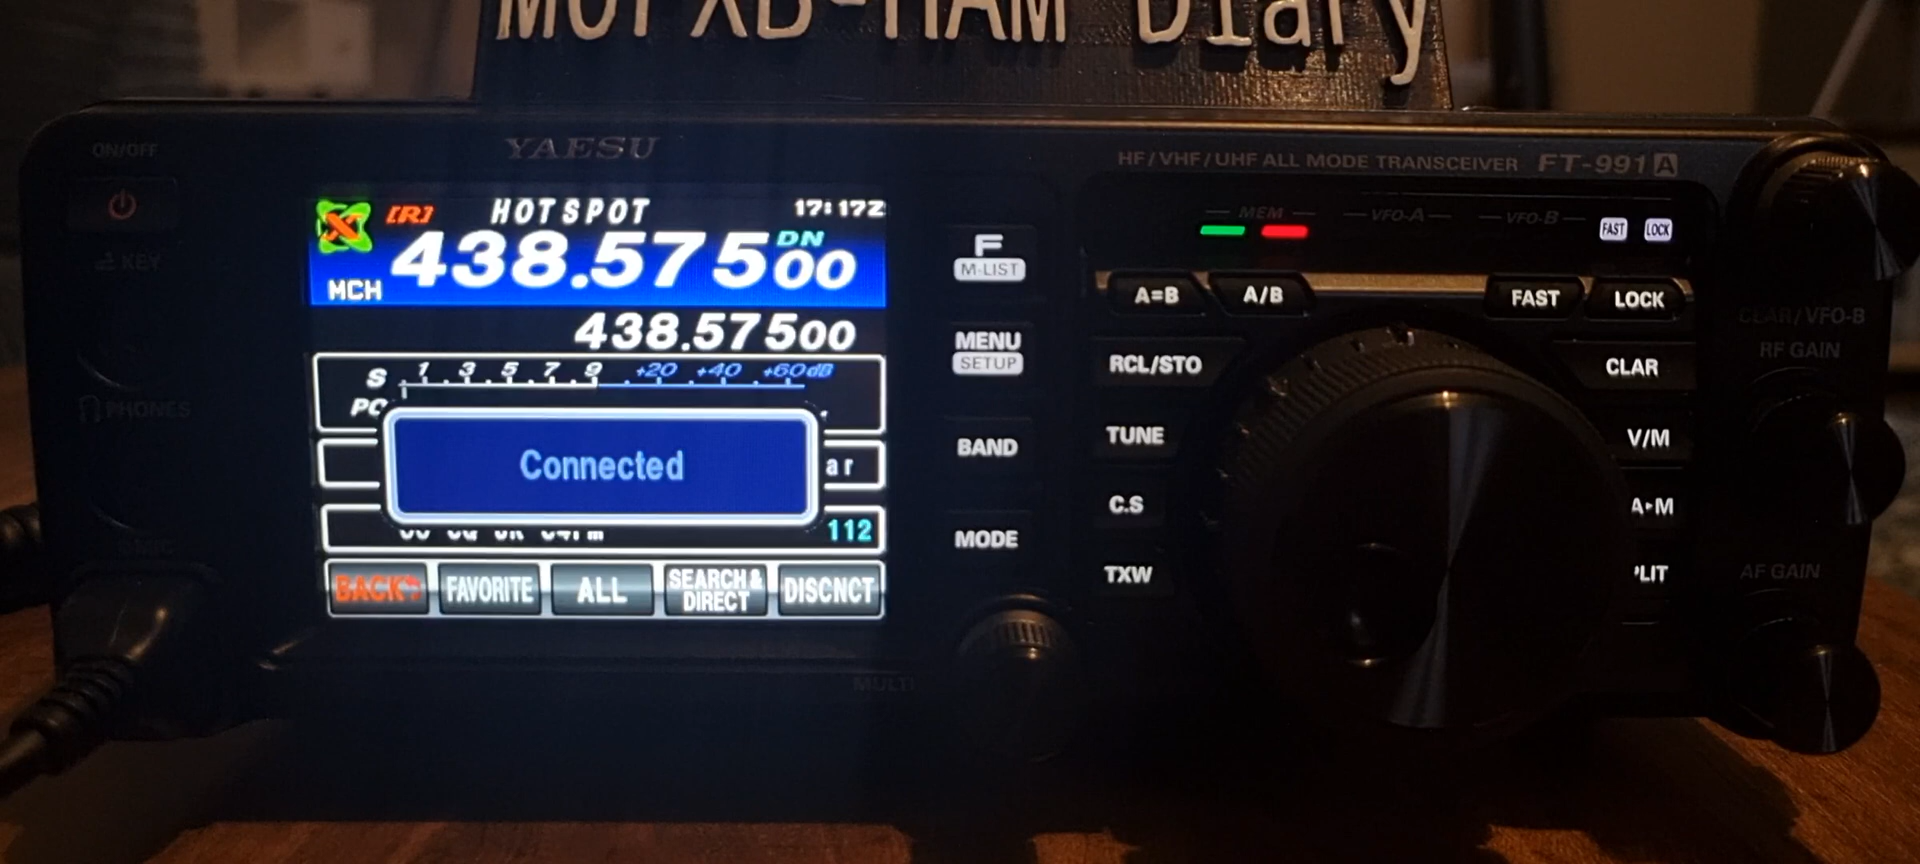 HAM Diary
YAESU
HF/VHF/UHF ALL MODE TRANSCEIVER FT-991A
ON/OFF
KEY
PHONES
[R] HOTSPOT 17:17Z
438.57500 DN
MCH
438.57500
S 1 3 5 7 9 +20 +40 +60dB
PO
Connected
ar
112
BACK FAVORITE ALL SEARCH& DIRECT DISCNCT
F
M-LIST
MENU
SETUP
BAND
MODE
MULTI
MEM VFO-A VFO-B FAST LOCK
A=B A/B FAST LOCK
RCL/STO
TUNE
C.S
TXW
CLAR
V/M
A▸M
PLIT
CLAR/VFO-B
RF GAIN
AF GAIN